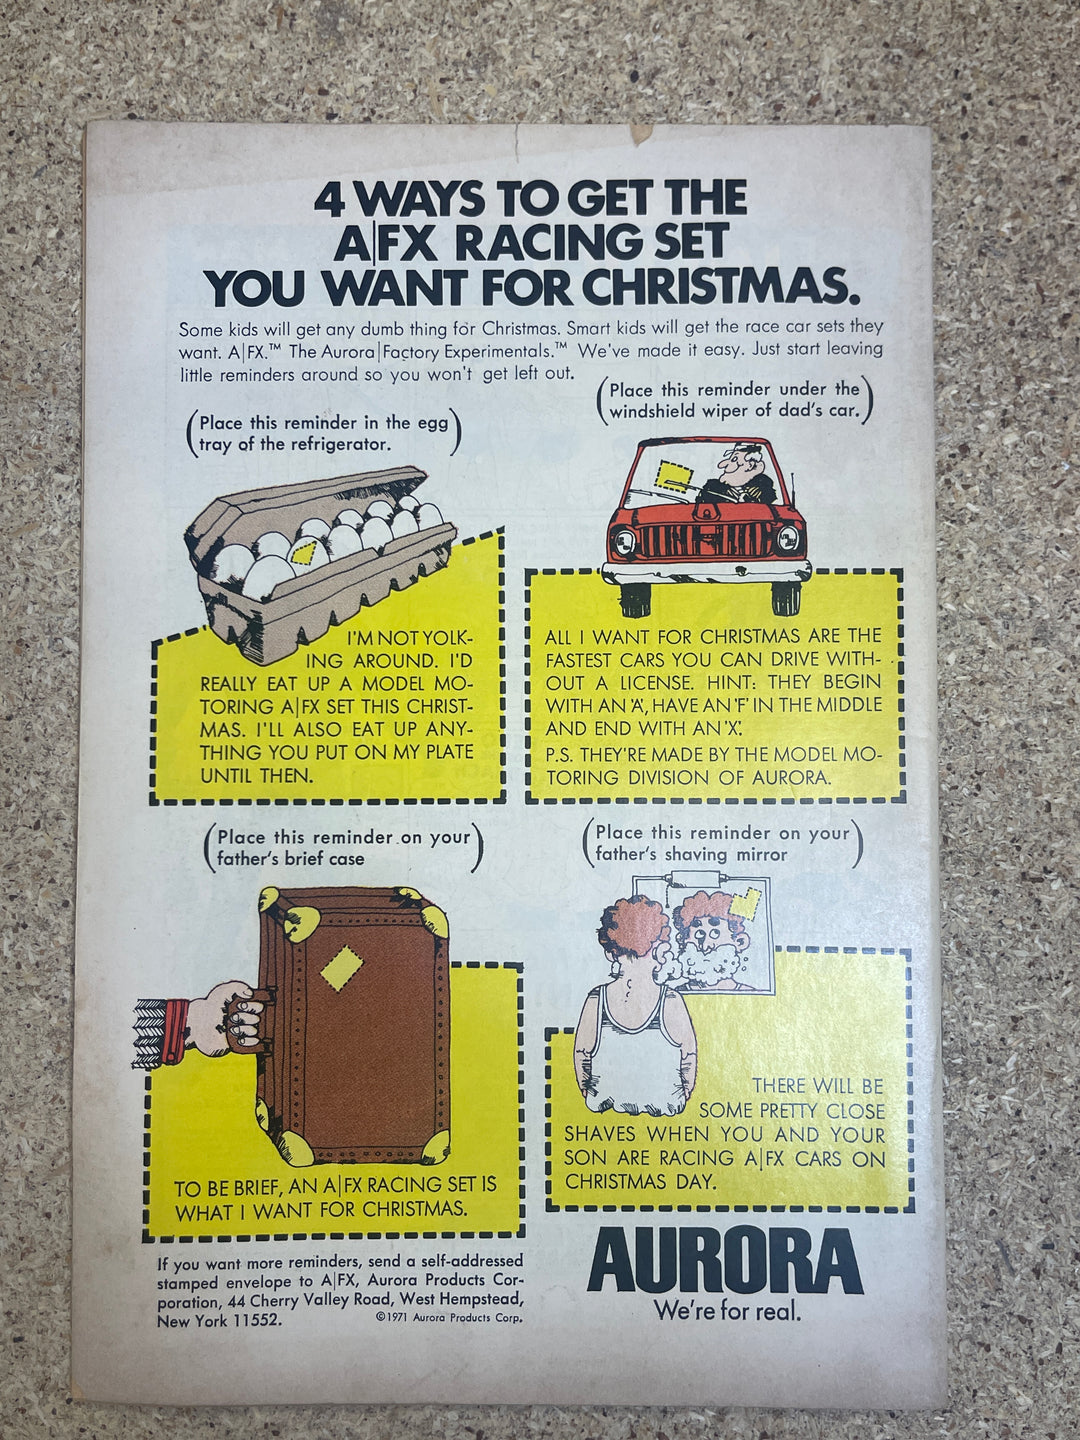 4 WAYS TO GET THE
A|FX RACING SET
YOU WANT FOR CHRISTMAS.
Some kids will get any dumb thing for Christmas. Smart kids will get the race car sets they
want. A|FX.™ The Aurora|Factory Experimentals.™ We've made it easy. Just start leaving
little reminders around so you won't get left out.
(Place this reminder in the egg
tray of the refrigerator.)
(Place this reminder under the
windshield wiper of dad's car.)
I'M NOT YOLK-
ING AROUND. I'D
REALLY EAT UP A MODEL MO-
TORING A|FX SET THIS CHRIST-
MAS. I'LL ALSO EAT UP ANY-
THING YOU PUT ON MY PLATE
UNTIL THEN.
ALL I WANT FOR CHRISTMAS ARE THE
FASTEST CARS YOU CAN DRIVE WITH-
OUT A LICENSE. HINT: THEY BEGIN
WITH AN 'A', HAVE AN 'F' IN THE MIDDLE
AND END WITH AN 'X'.
P.S. THEY'RE MADE BY THE MODEL MO-
TORING DIVISION OF AURORA.
(Place this reminder on your
father's brief case)
(Place this reminder on your
father's shaving mirror)
TO BE BRIEF, AN A|FX RACING SET IS
WHAT I WANT FOR CHRISTMAS.
THERE WILL BE
SOME PRETTY CLOSE
SHAVES WHEN YOU AND YOUR
SON ARE RACING A|FX CARS ON
CHRISTMAS DAY.
If you want more reminders, send a self-addressed
stamped envelope to A|FX, Aurora Products Cor-
poration, 44 Cherry Valley Road, West Hempstead,
New York 11552. ©1971 Aurora Products Corp.
AURORA
We're for real.